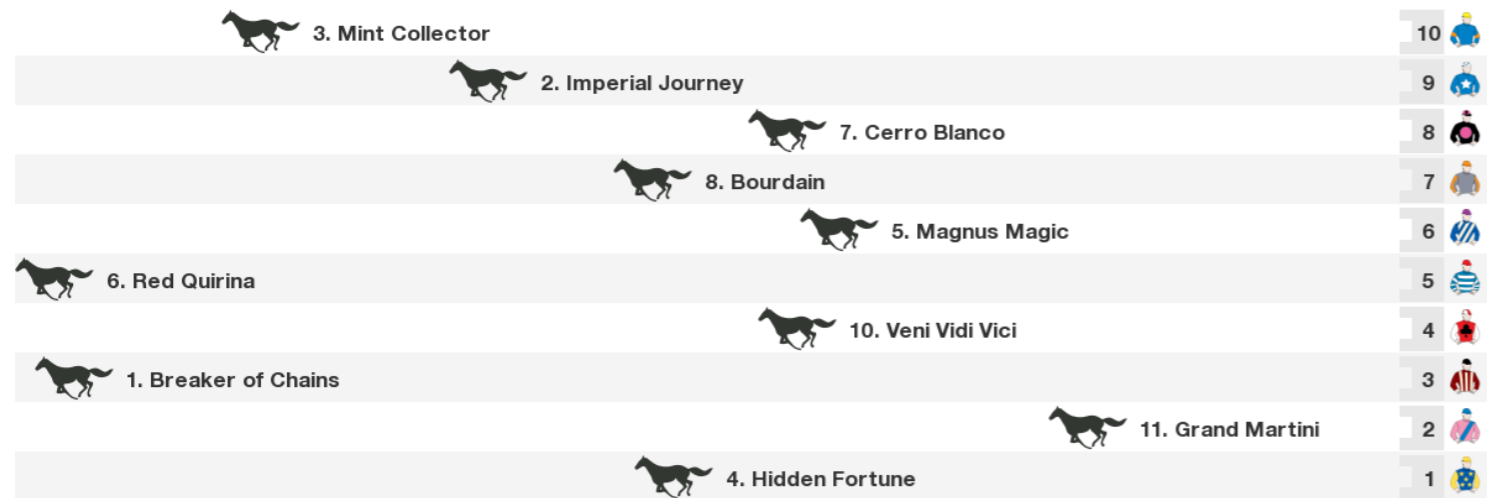 3. Mint Collector 10
2. Imperial Journey 9
7. Cerro Blanco 8
8. Bourdain 7
5. Magnus Magic 6
6. Red Quirina 5
10. Veni Vidi Vici 4
1. Breaker of Chains 3
11. Grand Martini 2
4. Hidden Fortune 1